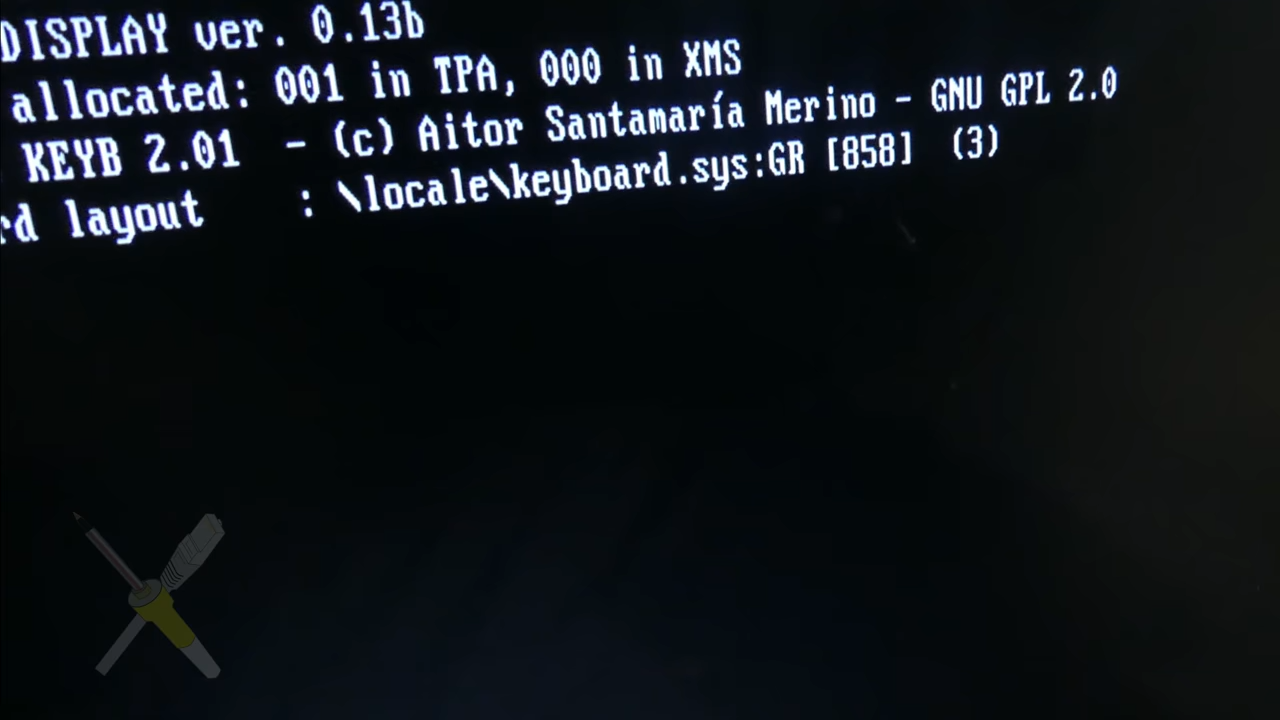 DISPLAY ver. 0.13b
allocated: 001 in TPA, 000 in XMS
KEYB 2.01 - (c) Aitor Santamaría Merino - GNU GPL 2.0
rd layout : \locale\keyboard.sys:GR [858] (3)